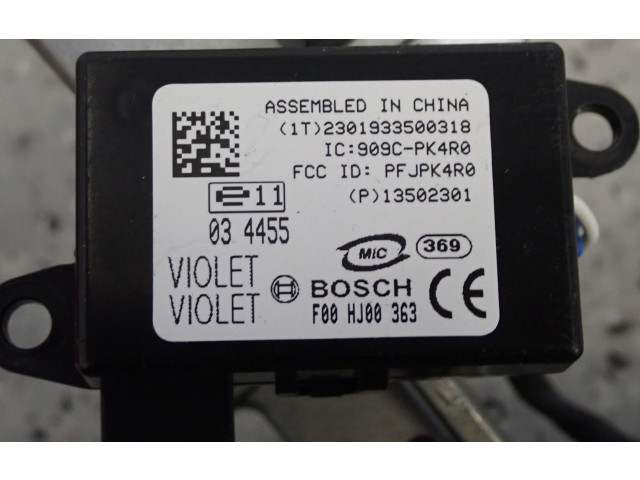 ASSEMBLED IN CHINA
(1T)2301933500318
IC:909C-PK4R0
FCC ID: PFJPK4R0
(P)13502301
e 11
03 4455
MiC
369
VIOLET
VIOLET
BOSCH
CE
F00 HJ00 363